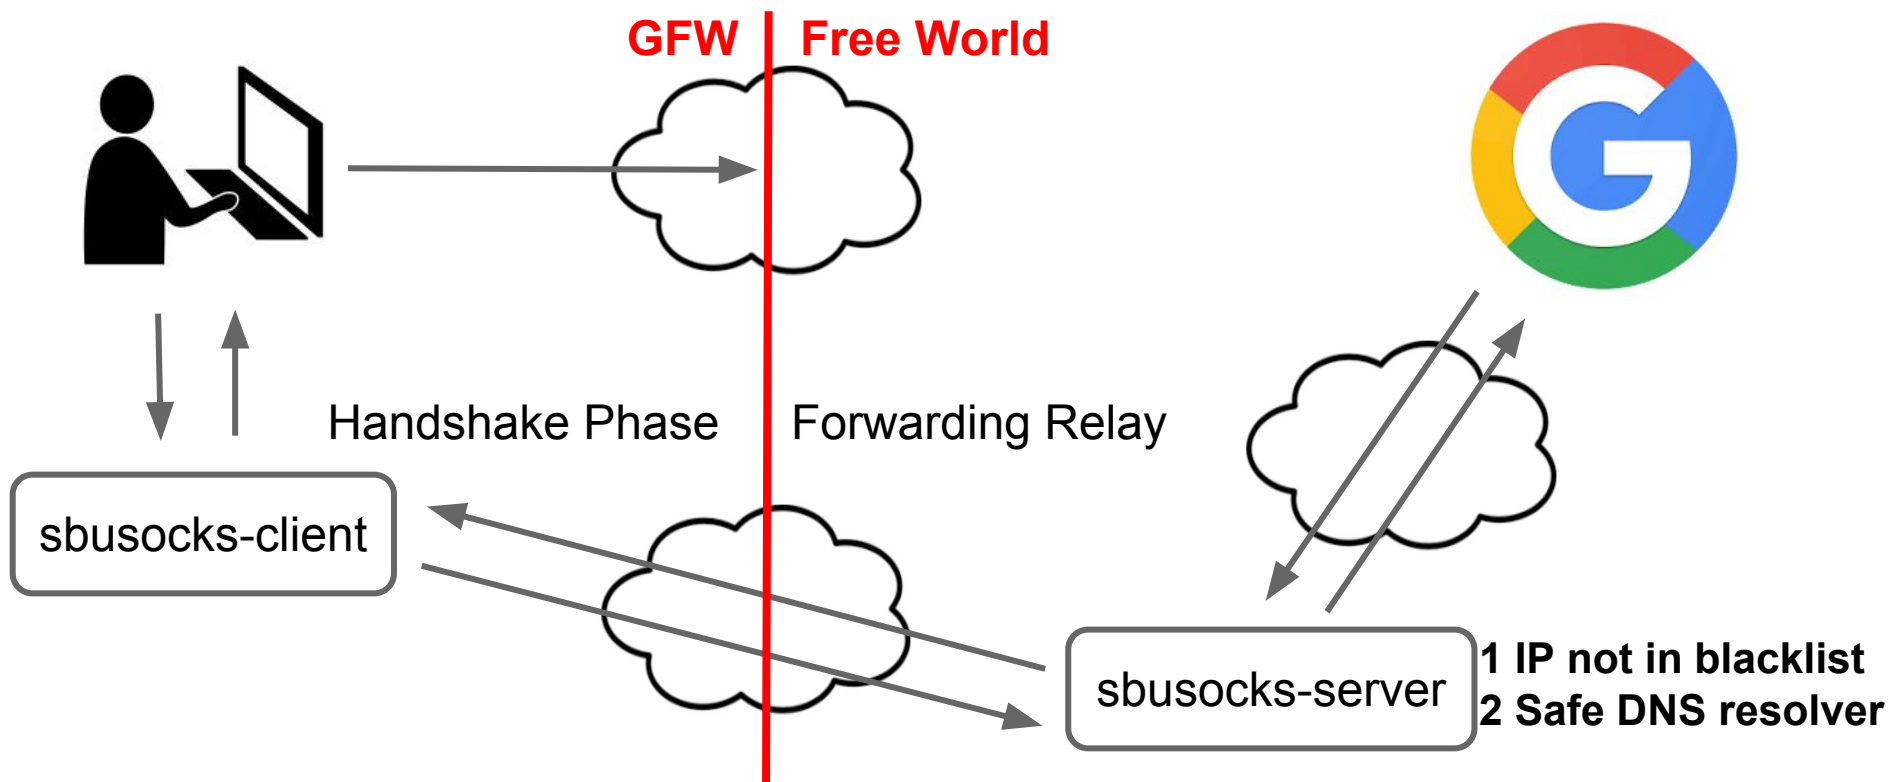 GFW
Free World
Handshake Phase
Forwarding Relay
sbusocks-client
sbusocks-server
1 IP not in blacklist
2 Safe DNS resolver